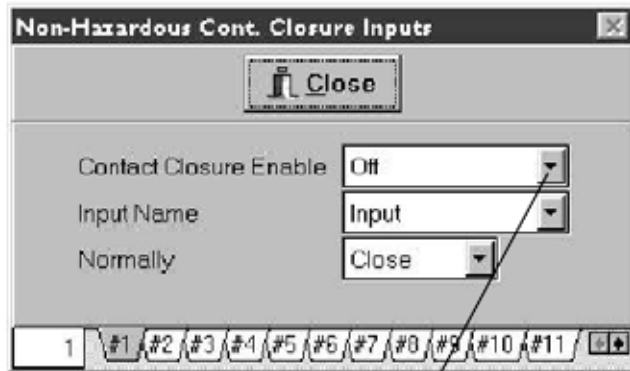 Non-Hazardous Cont. Closure Inputs
Close
Contact Closure Enable Off
Input Name Input
Normally Close
1 #1 #2 #3 #4 #5 #6 #7 #8 #9 #10 #11